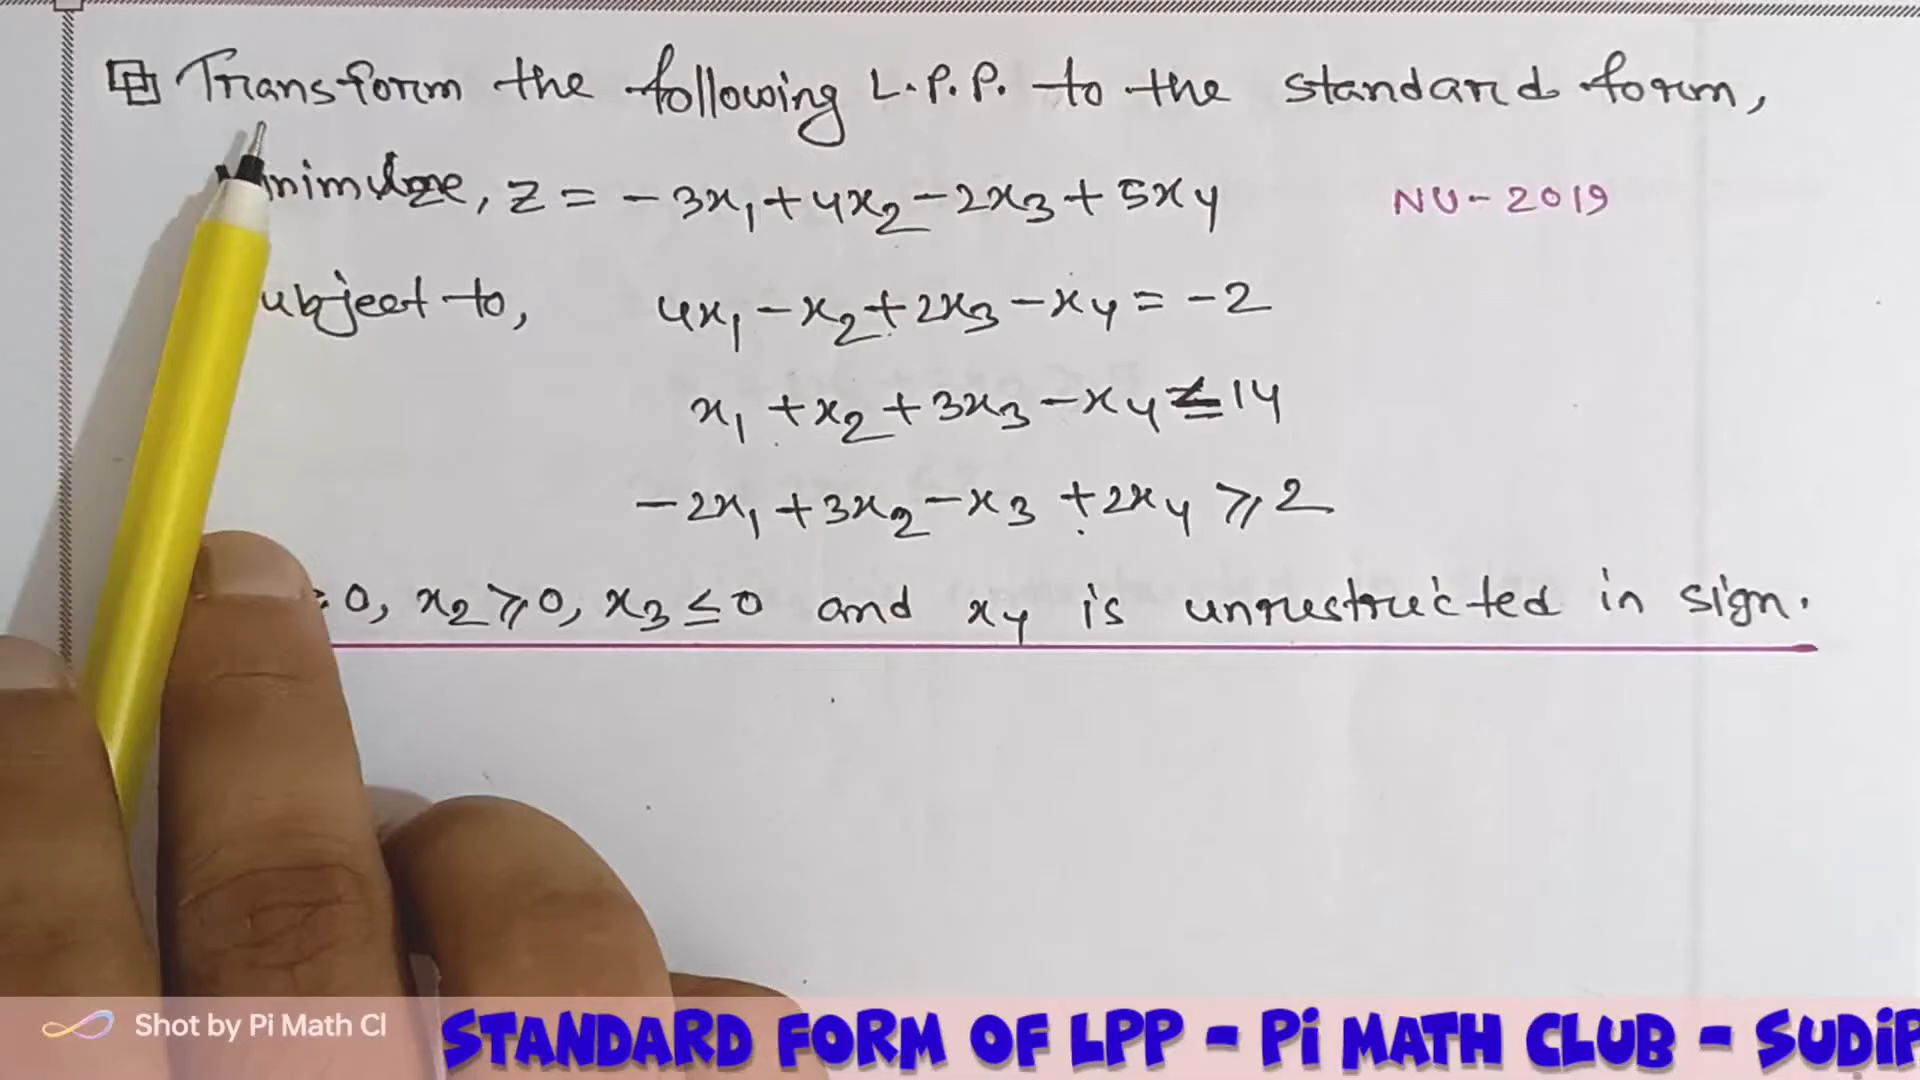 Transform the following L.P.P. to the standard form,
inimize, z = -3x₁ + 4x₂ - 2x₃ + 5x₄ NU-2019
ubject to, 4x₁ - x₂ + 2x₃ - x₄ = -2
x₁ + x₂ + 3x₃ - x₄ ≤ 14
-2x₁ + 3x₂ - x₃ + 2x₄ ⩾ 2
0, x₂ ⩾ 0, x₃ ≤ 0 and x₄ is unrestricted in sign.
Shot by Pi Math Cl
STANDARD FORM OF LPP - Pi MATH CLUB - SUDiP